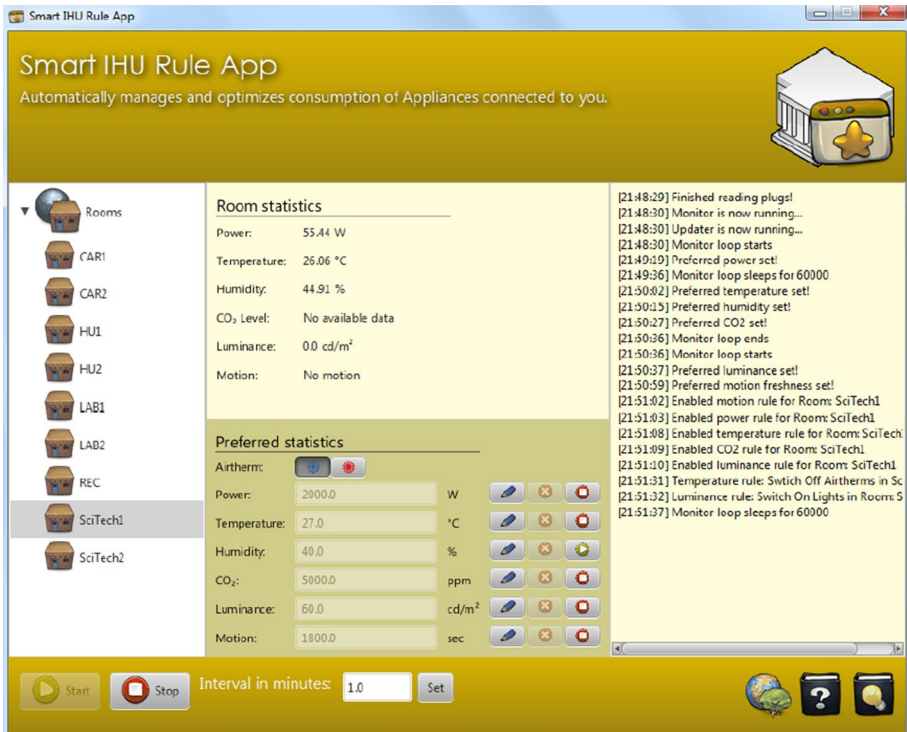 Smart IHU Rule App
Smart IHU Rule App
Automatically manages and optimizes consumption of Appliances connected to you.
Rooms
CAR1
CAR2
HU1
HU2
LAB1
LAB2
REC
SciTech1
SciTech2
Room statistics
Power: 55.44 W
Temperature: 26.06 °C
Humidity: 44.91 %
CO₂ Level: No available data
Luminance: 0.0 cd/m²
Motion: No motion
Preferred statistics
Airtherm:
Power: 2000.0 W
Temperature: 27.0 °C
Humidity: 40.0 %
CO₂: 5000.0 ppm
Luminance: 60.0 cd/m²
Motion: 1800.0 sec
[21:48:29] Finished reading plugs!
[21:48:30] Monitor is now running...
[21:48:30] Updater is now running...
[21:48:30] Monitor loop starts
[21:49:19] Preferred power set!
[21:49:36] Monitor loop sleeps for 60000
[21:50:02] Preferred temperature set!
[21:50:15] Preferred humidity set!
[21:50:27] Preferred CO2 set!
[21:50:36] Monitor loop ends
[21:50:36] Monitor loop starts
[21:50:37] Preferred luminance set!
[21:50:59] Preferred motion freshness set!
[21:51:02] Enabled motion rule for Room: SciTech1
[21:51:03] Enabled power rule for Room: SciTech1
[21:51:08] Enabled temperature rule for Room: SciTech
[21:51:09] Enabled CO2 rule for Room: SciTech1
[21:51:10] Enabled luminance rule for Room: SciTech1
[21:51:31] Temperature rule: Swtich Off Airtherms in Sc
[21:51:32] Luminance rule: Switch On Lights in Room: S
[21:51:37] Monitor loop sleeps for 60000
Start
Stop
Interval in minutes: 1.0 Set